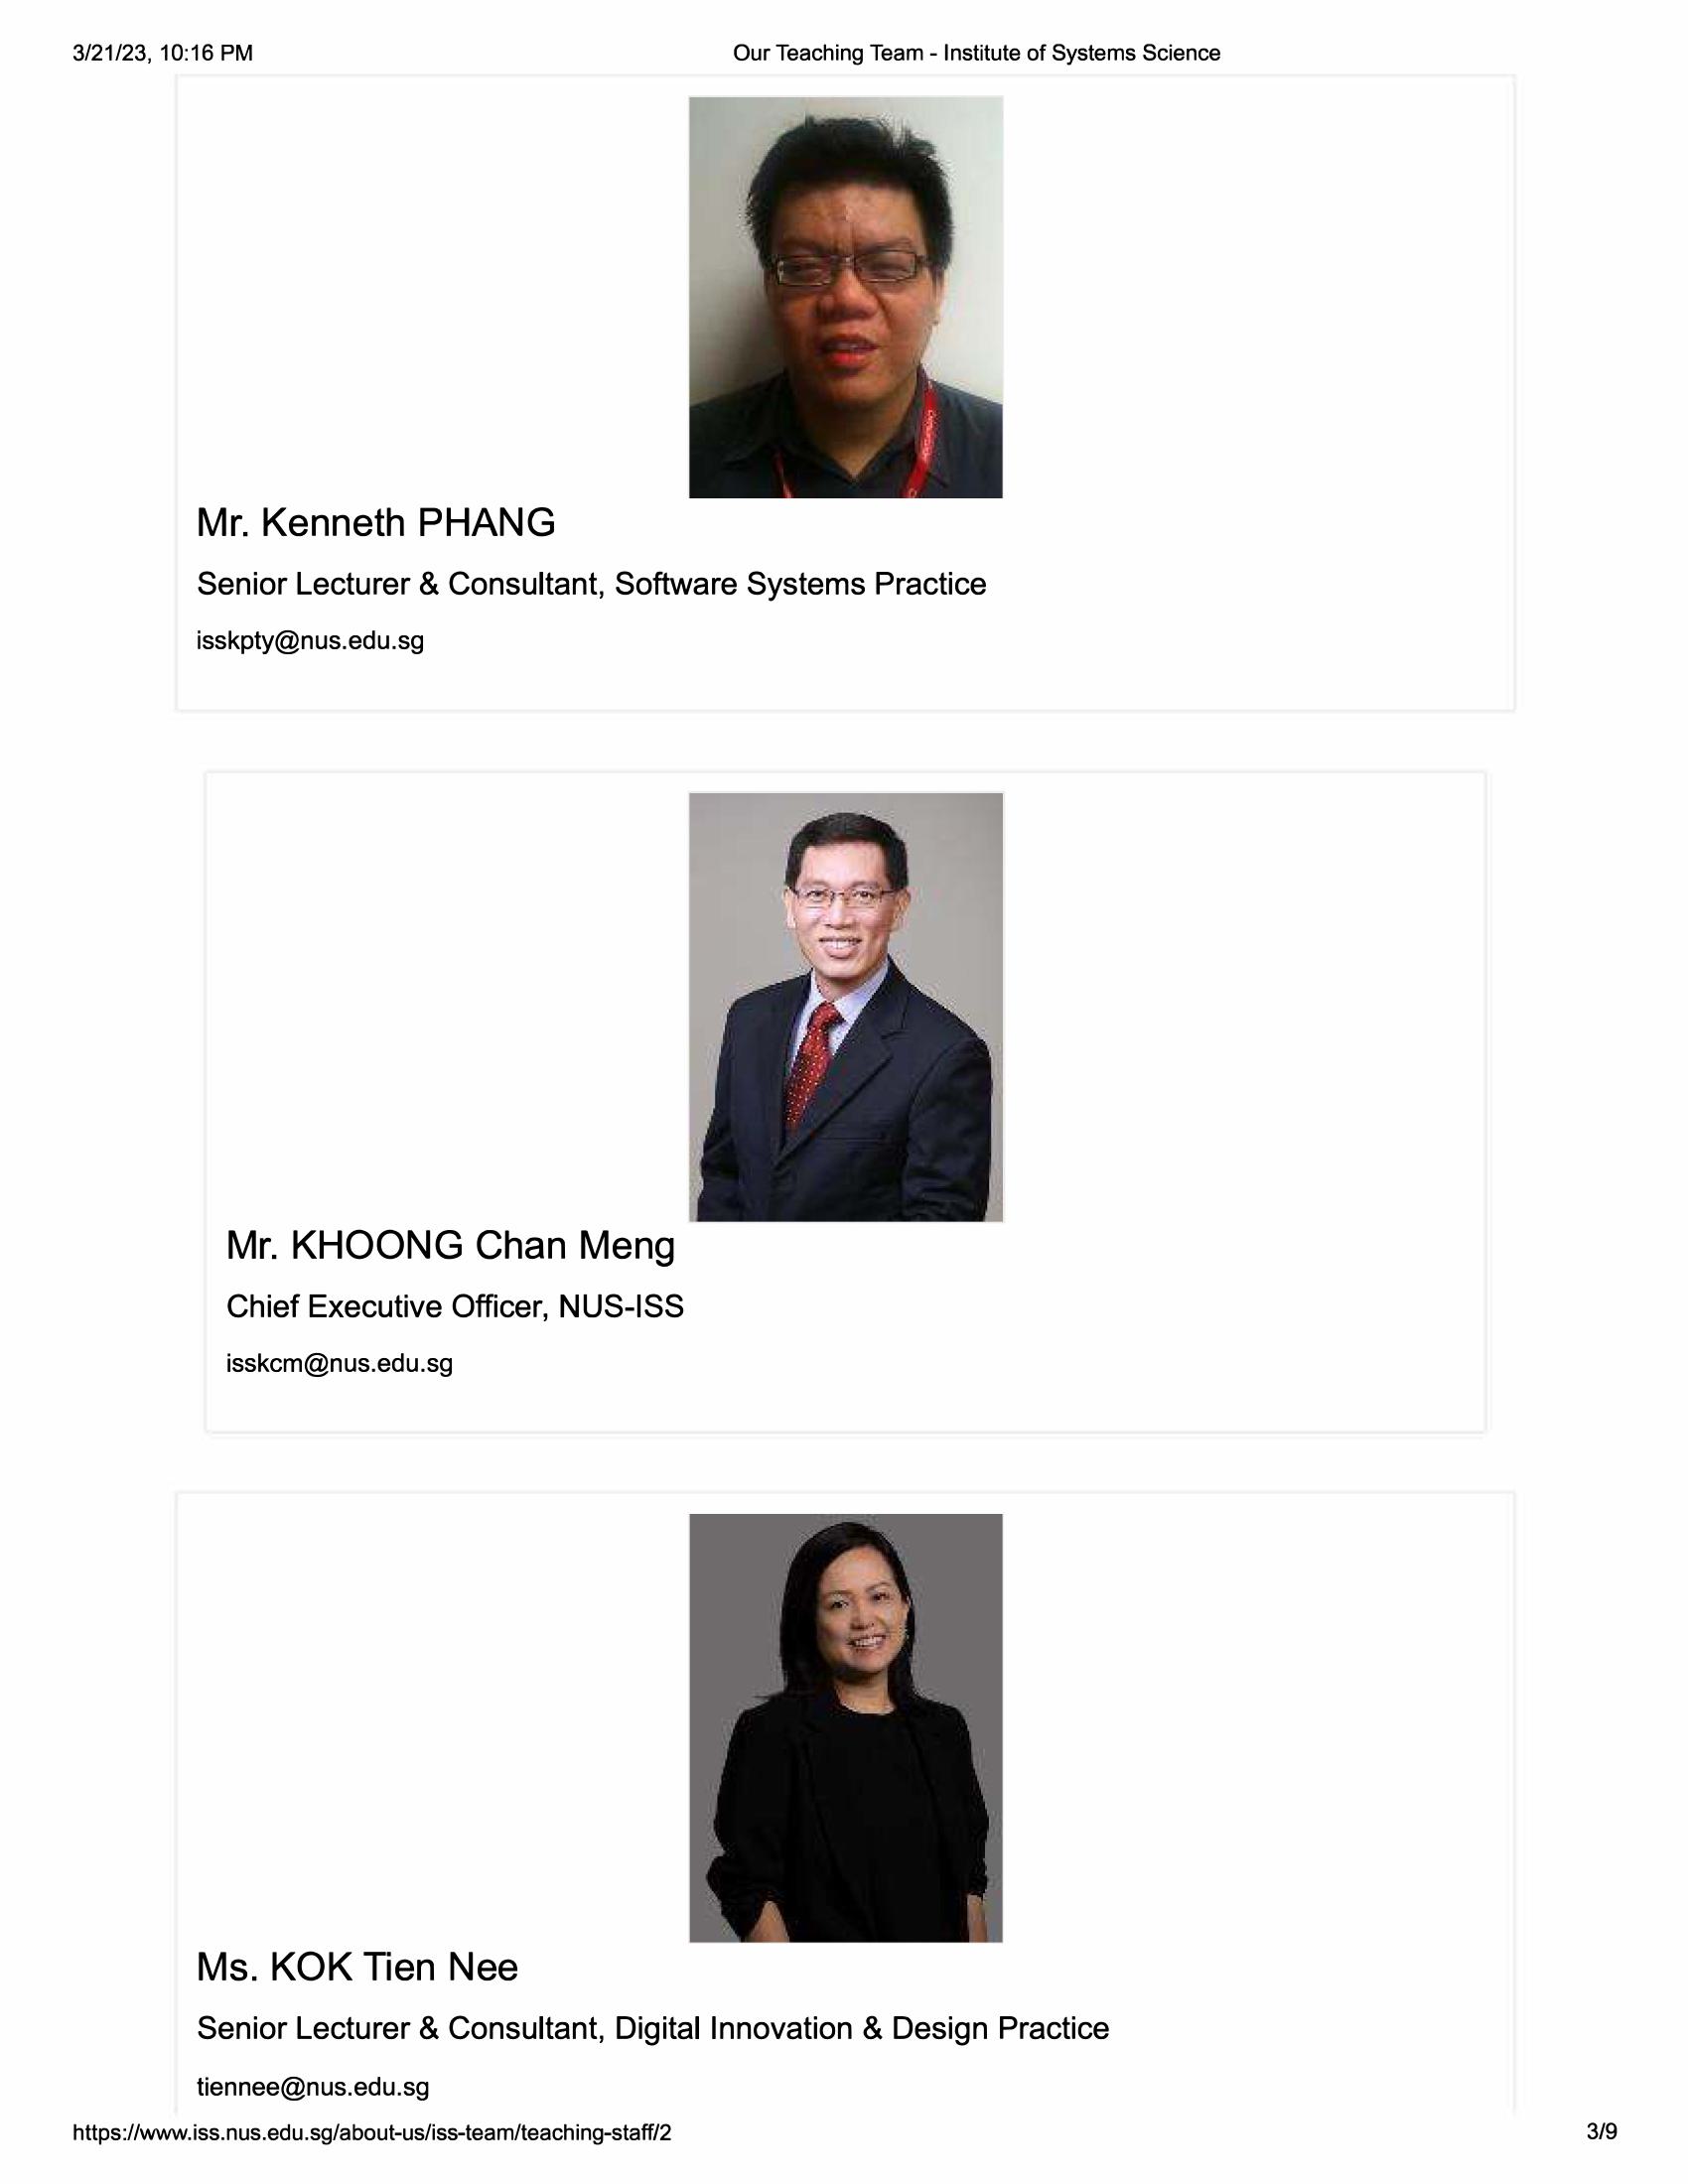 3/21/23, 10:16 PM
Our Teaching Team - Institute of Systems Science
Mr. Kenneth PHANG
Senior Lecturer & Consultant, Software Systems Practice
isskpty@nus.edu.sg
Mr. KHOONG Chan Meng
Chief Executive Officer, NUS-ISS
isskcm@nus.edu.sg
Ms. KOK Tien Nee
Senior Lecturer & Consultant, Digital Innovation & Design Practice
tiennee@nus.edu.sg
https://www.iss.nus.edu.sg/about-us/iss-team/teaching-staff/2
3/9